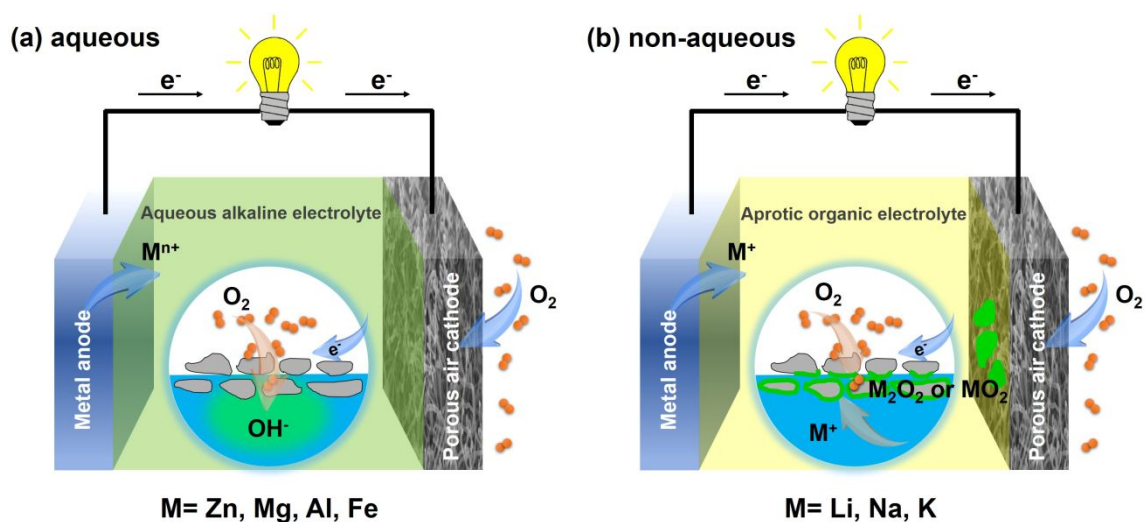 (a) aqueous
e⁻
e⁻
Aqueous alkaline electrolyte
Mⁿ⁺
O₂
e⁻
OH⁻
Metal anode
Porous air cathode
O₂
M= Zn, Mg, Al, Fe
(b) non-aqueous
e⁻
e⁻
Aprotic organic electrolyte
M⁺
O₂
e⁻
M₂O₂ or MO₂
M⁺
Metal anode
Porous air cathode
O₂
M= Li, Na, K